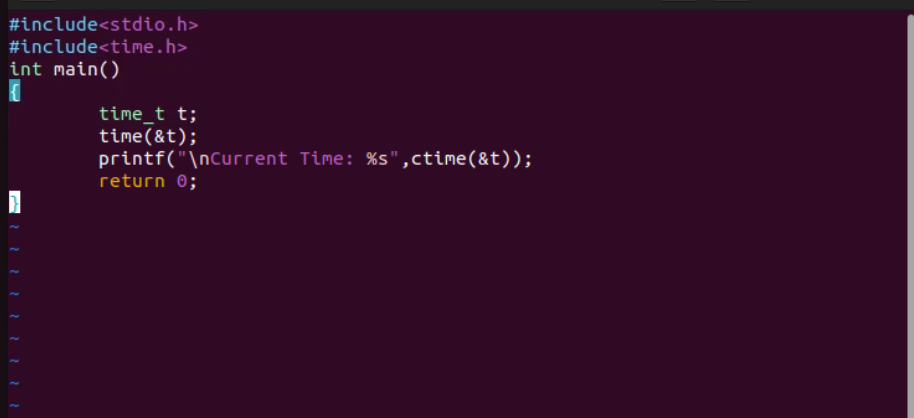 #include<stdio.h>
#include<time.h>
int main()
{
        time_t t;
        time(&t);
        printf("\nCurrent Time: %s",ctime(&t));
        return 0;
}
~
~
~
~
~
~
~
~
~